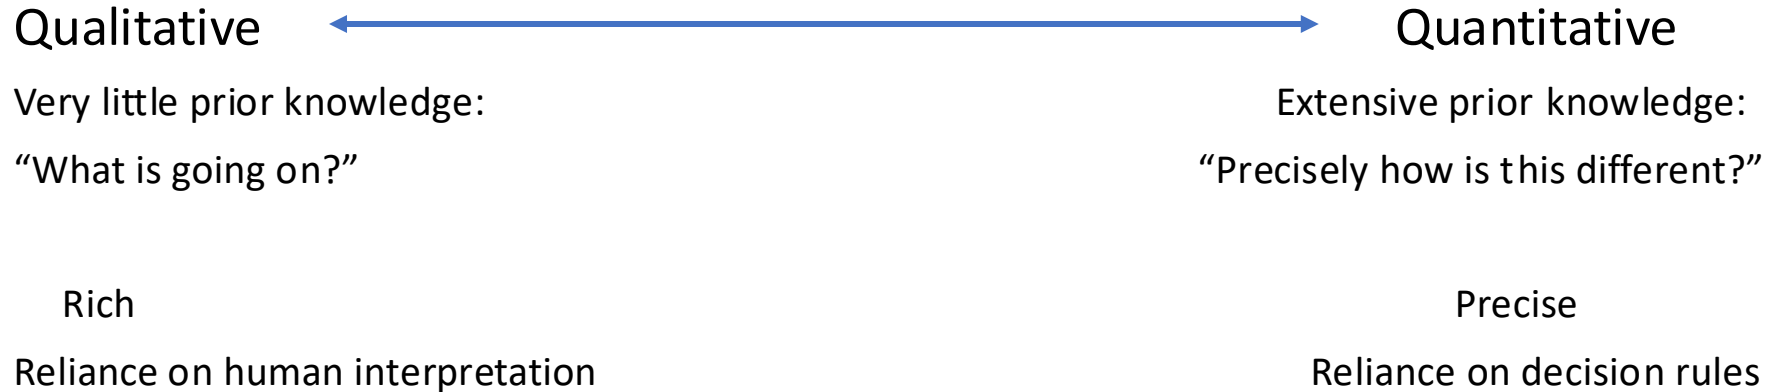 Qualitative Quantitative
Very little prior knowledge: Extensive prior knowledge:
“What is going on?” “Precisely how is this different?”
Rich Precise
Reliance on human interpretation Reliance on decision rules